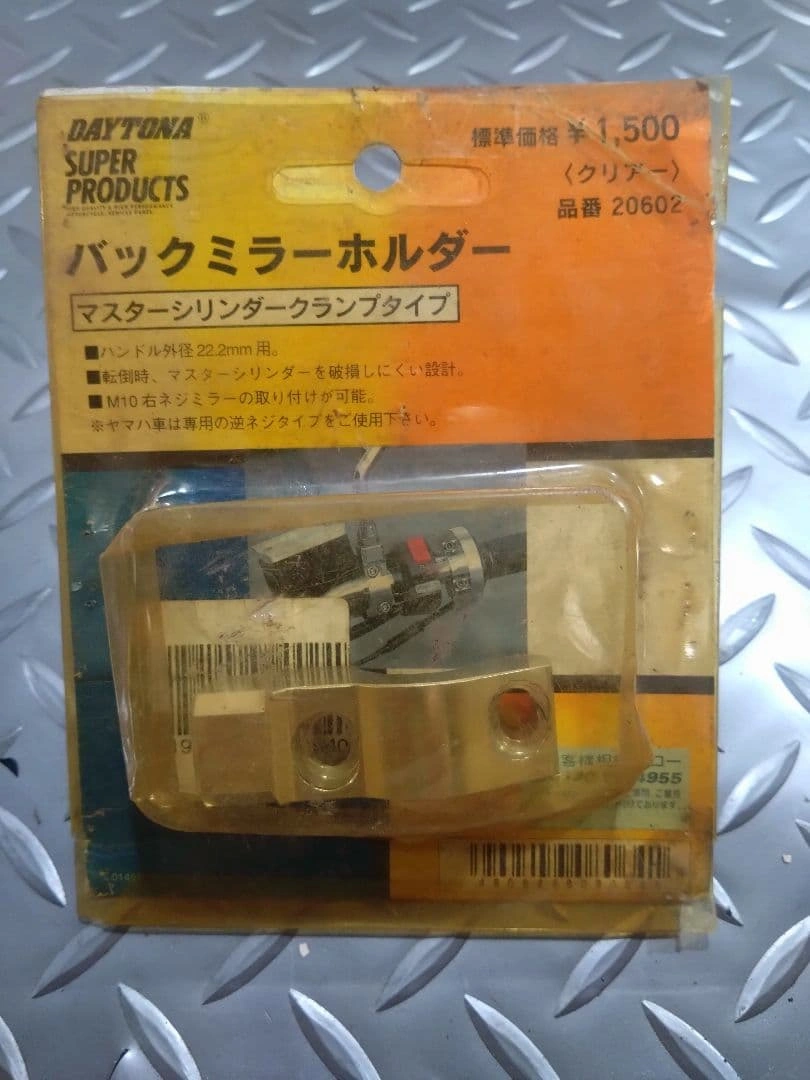 DAYTONA®
SUPER
PRODUCTS
標準価格 ¥1,500
〈クリアー〉
品番 20602
バックミラーホルダー
マスターシリンダークランプタイプ
■ハンドル外径22.2mm用。
■転倒時、マスターシリンダーを破損しにくい設計。
■M10右ネジミラーの取り付けが可能。
※ヤマハ車は専用の逆ネジタイプをご使用下さい。
9
10
4955